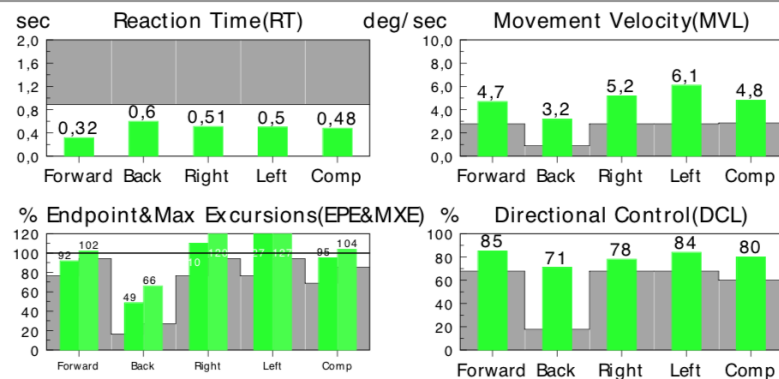 sec Reaction Time(RT)
2,0
1,6
1,2
0,8
0,4
0,0
0,32 0,6 0,51 0,5 0,48
Forward Back Right Left Comp
deg/sec Movement Velocity(MVL)
10,0
8,0
6,0
4,0
2,0
0,0
4,7 3,2 5,2 6,1 4,8
Forward Back Right Left Comp
% Endpoint&Max Excursions(EPE&MXE)
120
100
80
60
40
20
0
92 102 49 66 95 104
Forward Back Right Left Comp
% Directional Control(DCL)
100
80
60
40
20
0
85 71 78 84 80
Forward Back Right Left Comp